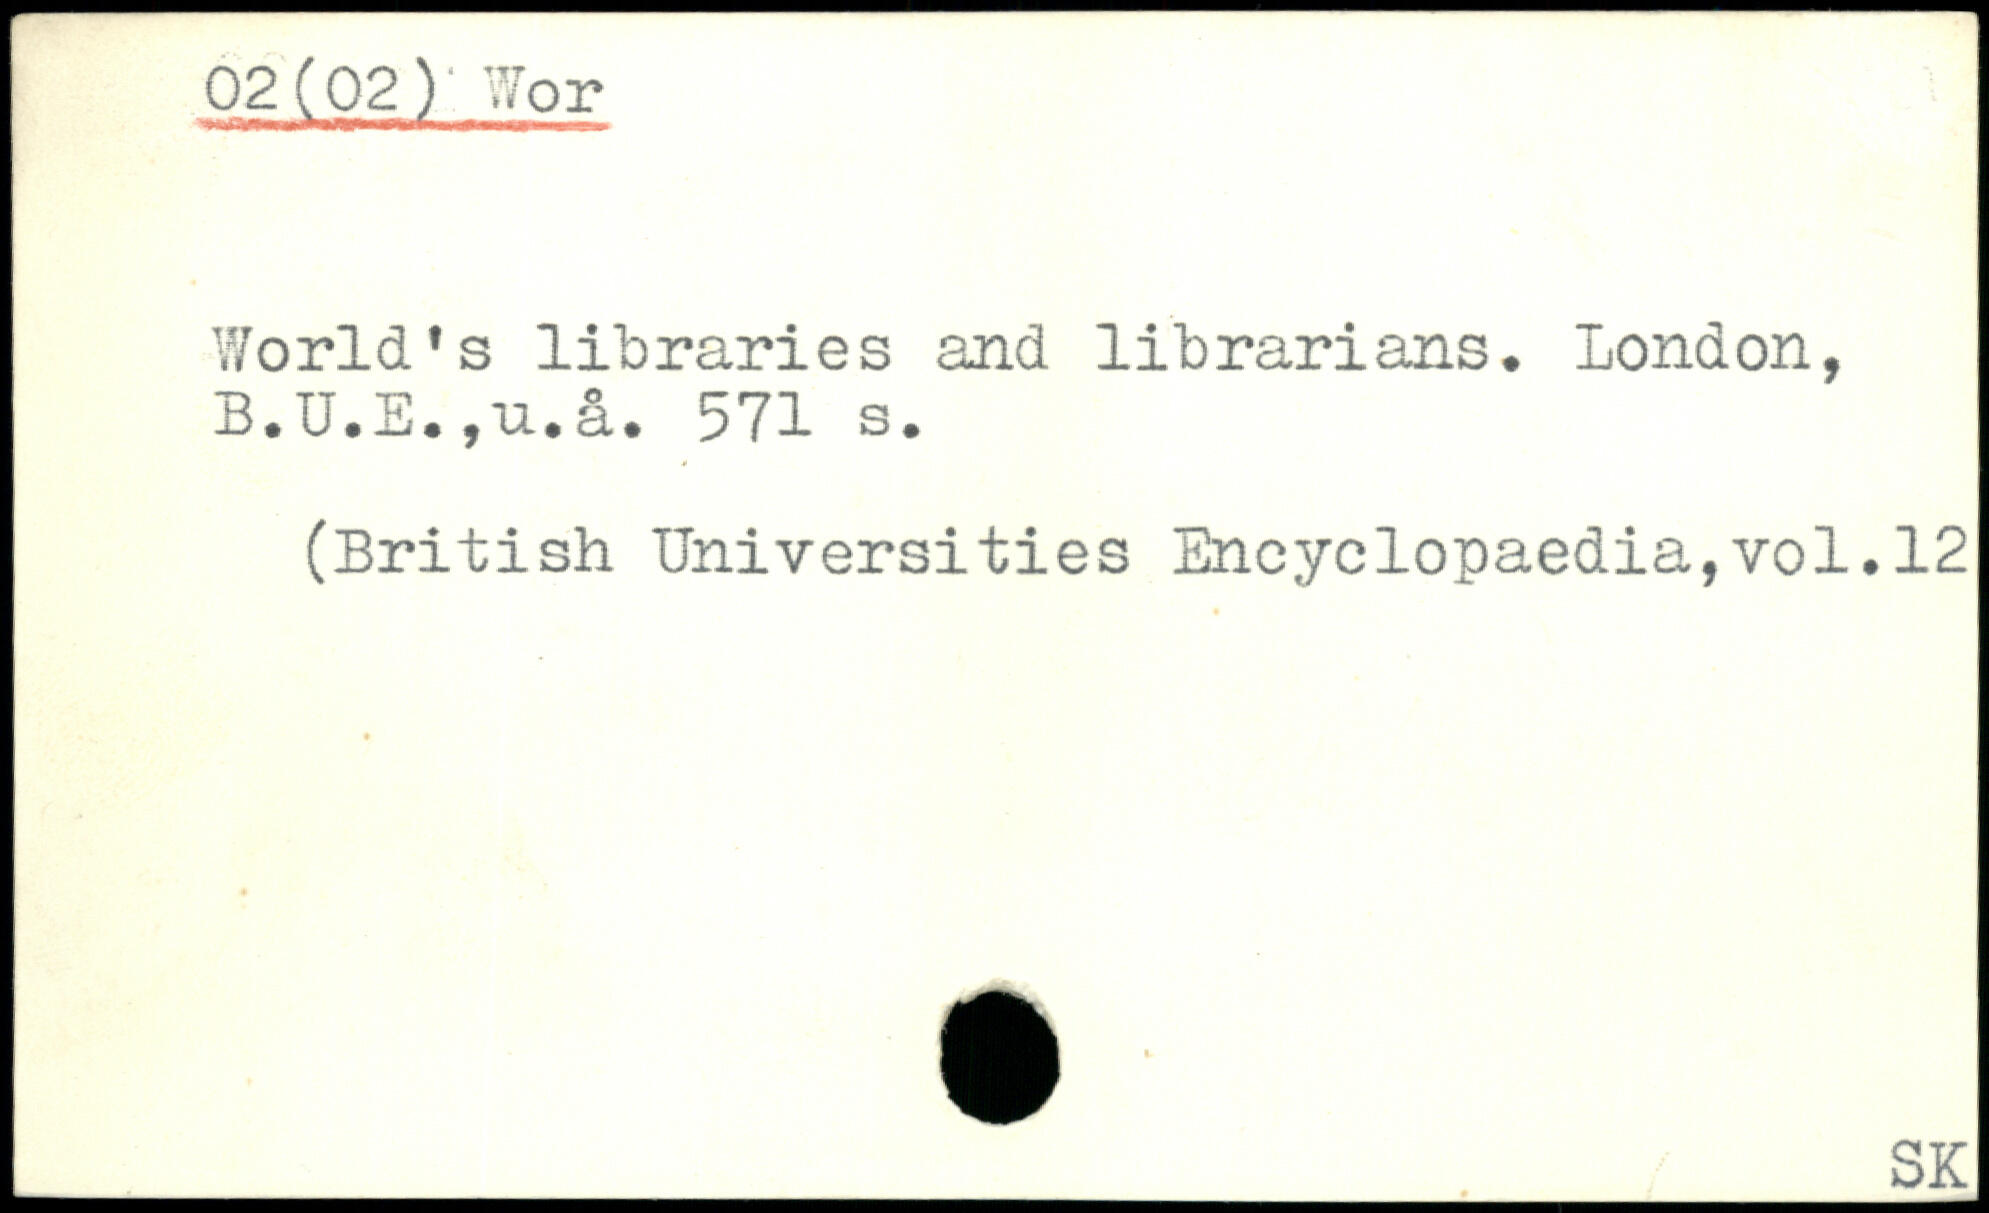 02(02) Wor
World's libraries and librarians. London,
B.U.E.,u.å. 571 s.
(British Universities Encyclopaedia,vol.12
SK